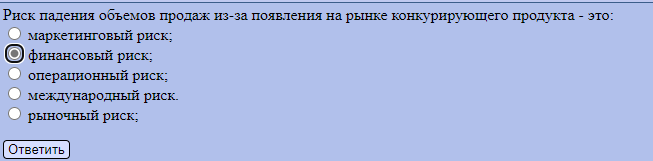 Риск падения объемов продаж из-за появления на рынке конкурирующего продукта - это:
маркетинговый риск;
финансовый риск;
операционный риск;
международный риск.
рыночный риск;
Ответить